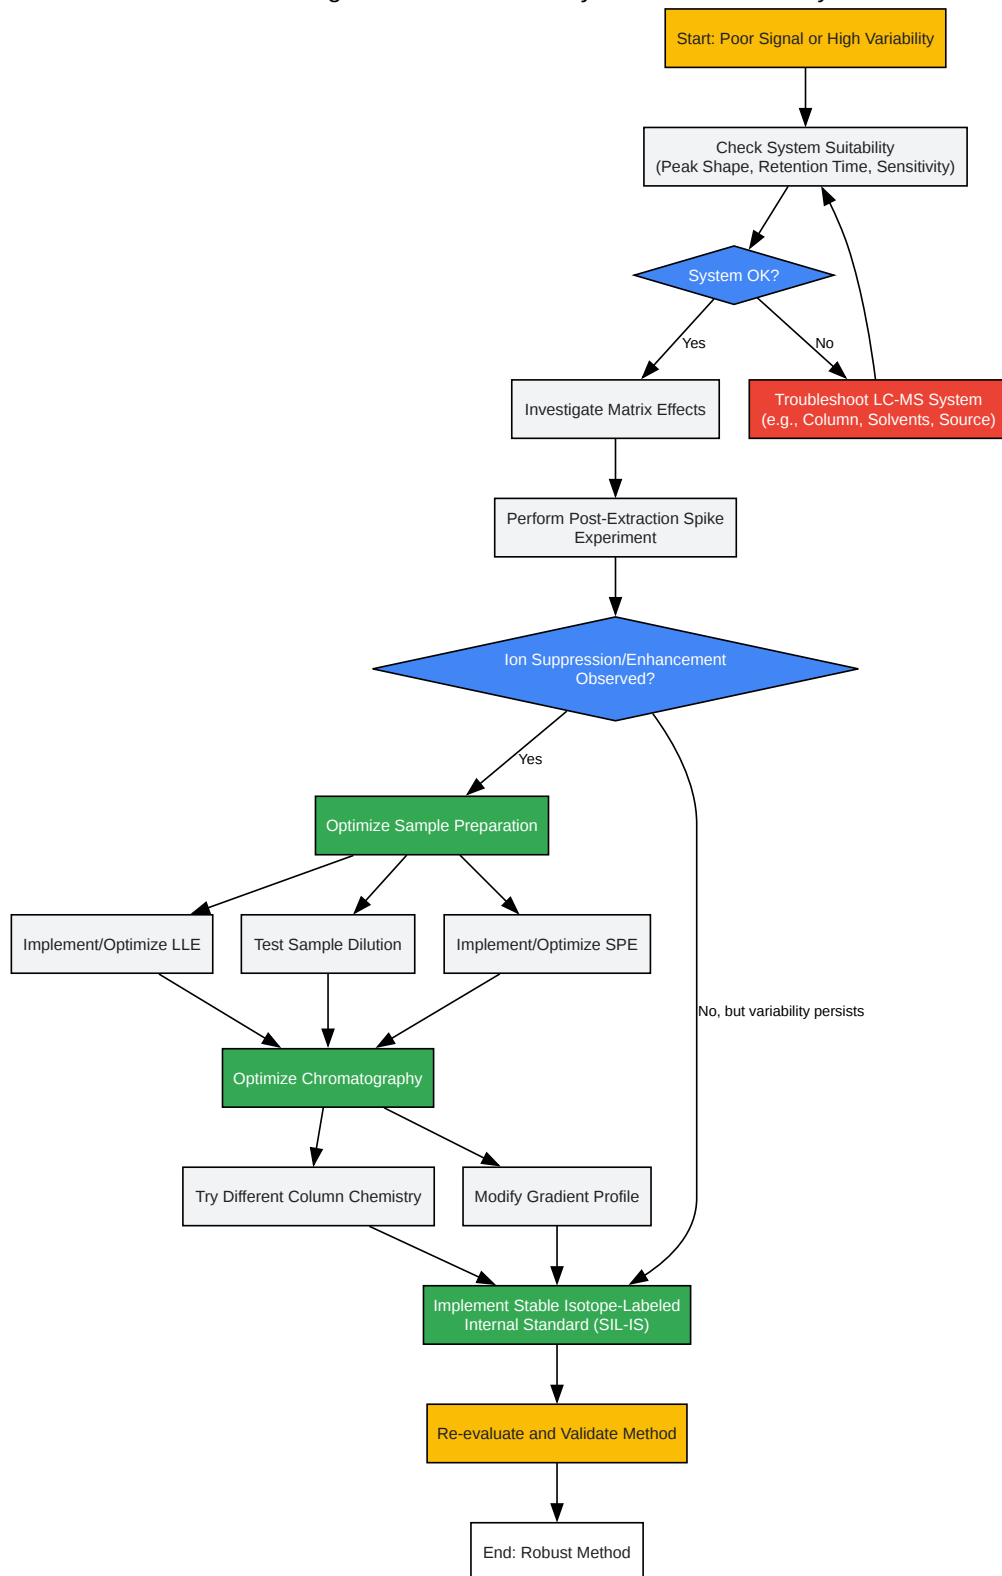 Start: Poor Signal or High Variability
Check System Suitability
(Peak Shape, Retention Time, Sensitivity)
System OK?
Yes
No
Investigate Matrix Effects
Troubleshoot LC-MS System
(e.g., Column, Solvents, Source)
Perform Post-Extraction Spike
Experiment
Ion Suppression/Enhancement
Observed?
Yes
Optimize Sample Preparation
Implement/Optimize LLE
Test Sample Dilution
Implement/Optimize SPE
No, but variability persists
Optimize Chromatography
Try Different Column Chemistry
Modify Gradient Profile
Implement Stable Isotope-Labeled
Internal Standard (SIL-IS)
Re-evaluate and Validate Method
End: Robust Method